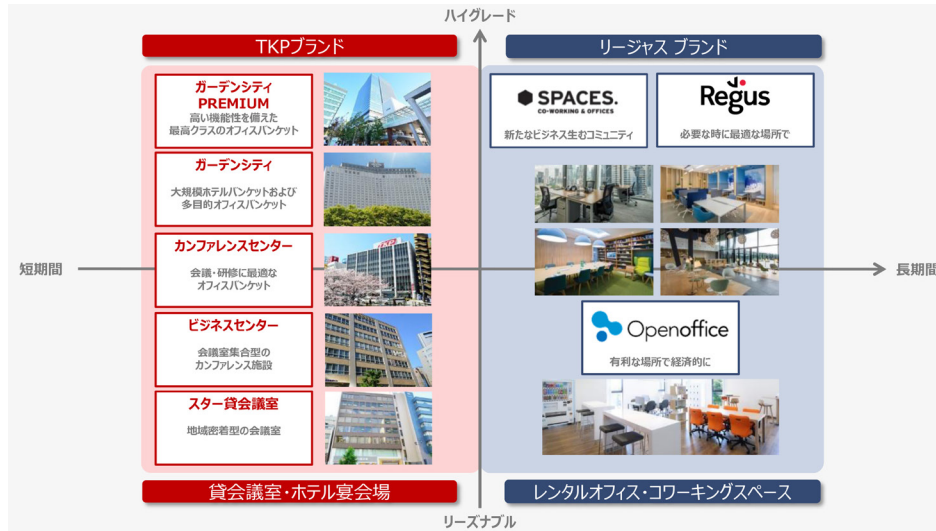 ハイグレード
TKPブランド
リージャス ブランド
ガーデンシティ
PREMIUM
高い機能性を備えた
最高クラスのオフィスバンケット
SPACES.
CO-WORKING & OFFICES
新たなビジネス生むコミュニティ
Regus
必要な時に最適な場所で
ガーデンシティ
大規模ホテルバンケットおよび
多目的オフィスバンケット
カンファレンスセンター
会議・研修に最適な
オフィスバンケット
TKP
短期間
長期間
ビジネスセンター
会議室集合型の
カンファレンス施設
Openoffice
有利な場所で経済的に
スター貸会議室
地域密着型の会議室
貸会議室・ホテル宴会場
レンタルオフィス・コワーキングスペース
リーズナブル